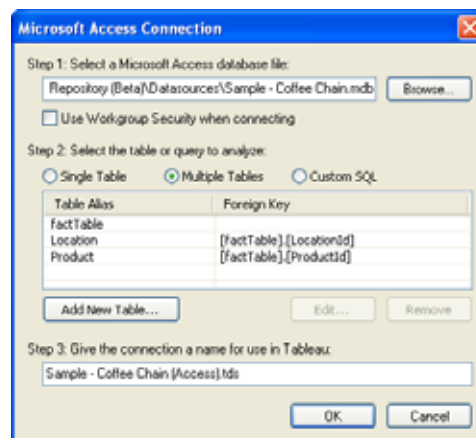 Microsoft Access Connection
Step 1: Select a Microsoft Access database file:
Repository (Beta)\Datasources\Sample - Coffee Chain.mdb
Browse...
Use Workgroup Security when connecting
Step 2: Select the table or query to analyze:
Single Table Multiple Tables Custom SQL
Table Alias Foreign Key
factTable
Location [factTable].[LocationId]
Product [factTable].[ProductId]
Add New Table... Edit... Remove
Step 3: Give the connection a name for use in Tableau:
Sample - Coffee Chain (Access).tds
OK Cancel